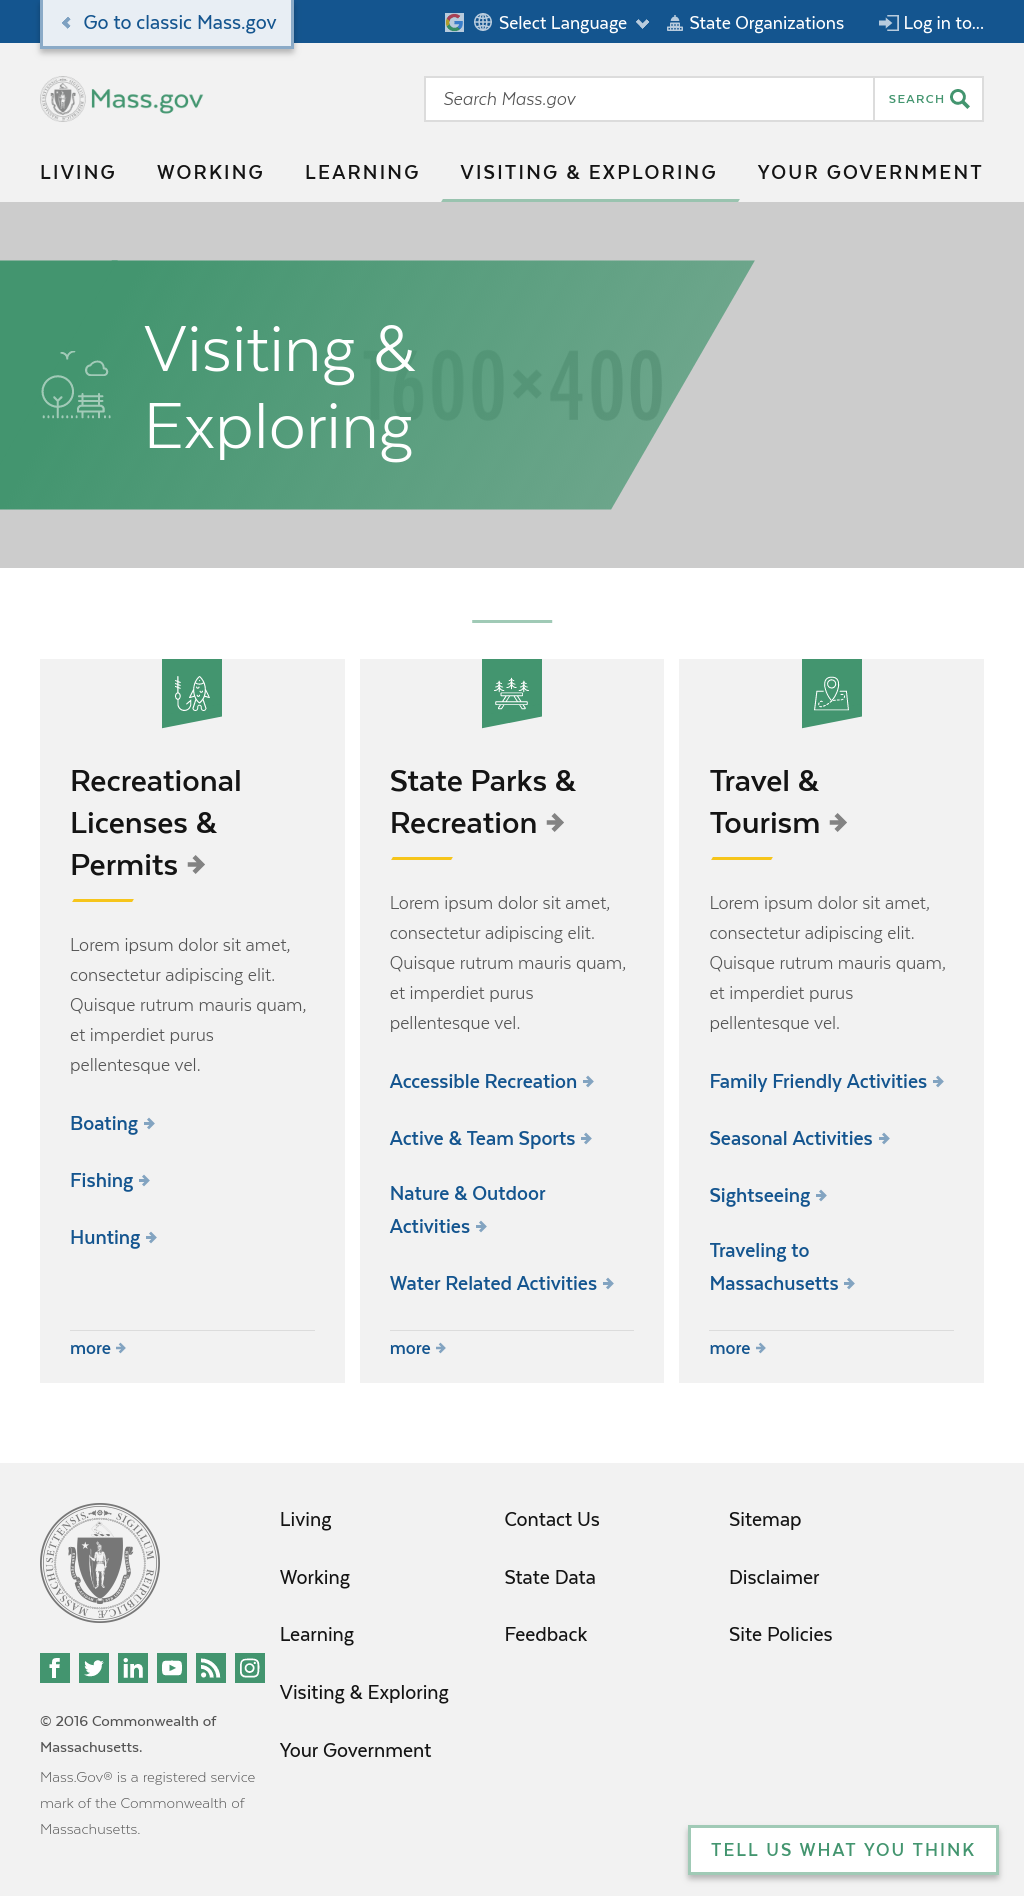 Go to classic Mass.gov
Select Language
State Organizations
Log in to...
Mass.gov
Search Mass.gov
SEARCH
LIVING
WORKING
LEARNING
VISITING & EXPLORING
YOUR GOVERNMENT
1600×400
Visiting &
Exploring
Recreational
Licenses &
Permits
Lorem ipsum dolor sit amet,
consectetur adipiscing elit.
Quisque rutrum mauris quam,
et imperdiet purus
pellentesque vel.
Boating
Fishing
Hunting
more
State Parks &
Recreation
Lorem ipsum dolor sit amet,
consectetur adipiscing elit.
Quisque rutrum mauris quam,
et imperdiet purus
pellentesque vel.
Accessible Recreation
Active & Team Sports
Nature & Outdoor
Activities
Water Related Activities
more
Travel &
Tourism
Lorem ipsum dolor sit amet,
consectetur adipiscing elit.
Quisque rutrum mauris quam,
et imperdiet purus
pellentesque vel.
Family Friendly Activities
Seasonal Activities
Sightseeing
Traveling to
Massachusetts
more
SIGILLUM REIPUBLICÆ MASSACHUSETTENSIS.
© 2016 Commonwealth of
Massachusetts.
Mass.Gov® is a registered service
mark of the Commonwealth of
Massachusetts.
Living
Working
Learning
Visiting & Exploring
Your Government
Contact Us
State Data
Feedback
Sitemap
Disclaimer
Site Policies
TELL US WHAT YOU THINK